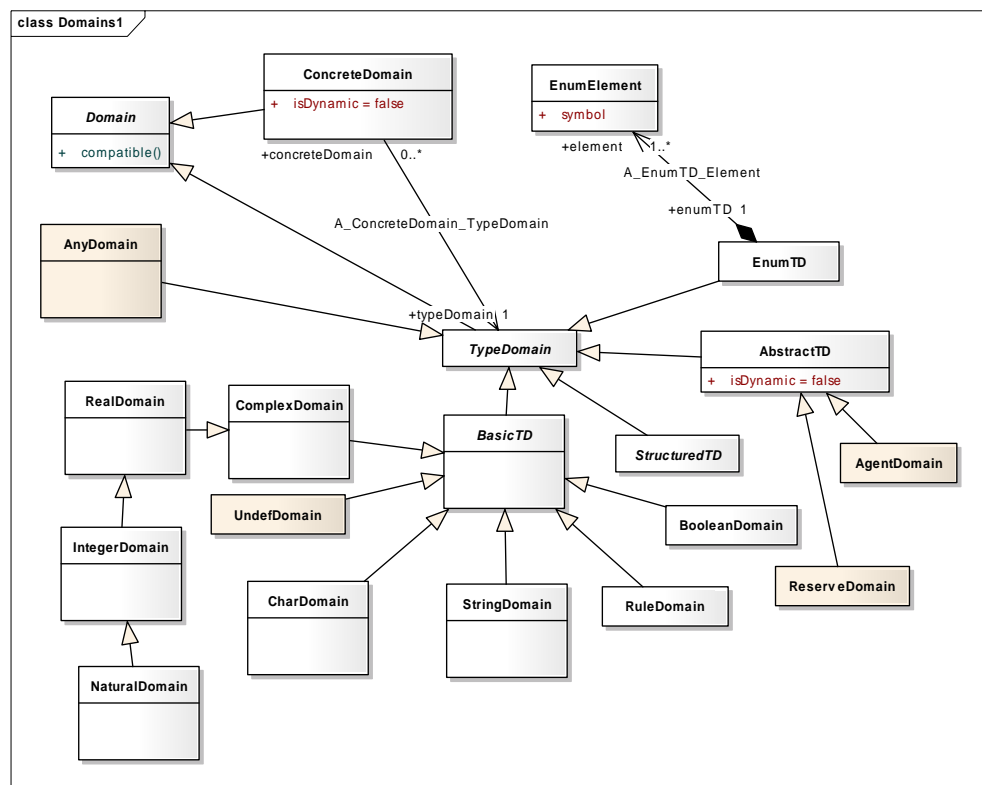 class Domains1
ConcreteDomain
+ isDynamic = false
EnumElement
+ symbol
Domain
+ compatible()
+concreteDomain 0..*
+element 1..*
A_EnumTD_Element
+enumTD 1
A_ConcreteDomain_TypeDomain
AnyDomain
EnumTD
+typeDomain 1
TypeDomain
AbstractTD
+ isDynamic = false
RealDomain
ComplexDomain
BasicTD
StructuredTD
AgentDomain
UndefDomain
BooleanDomain
IntegerDomain
ReserveDomain
CharDomain
StringDomain
RuleDomain
NaturalDomain